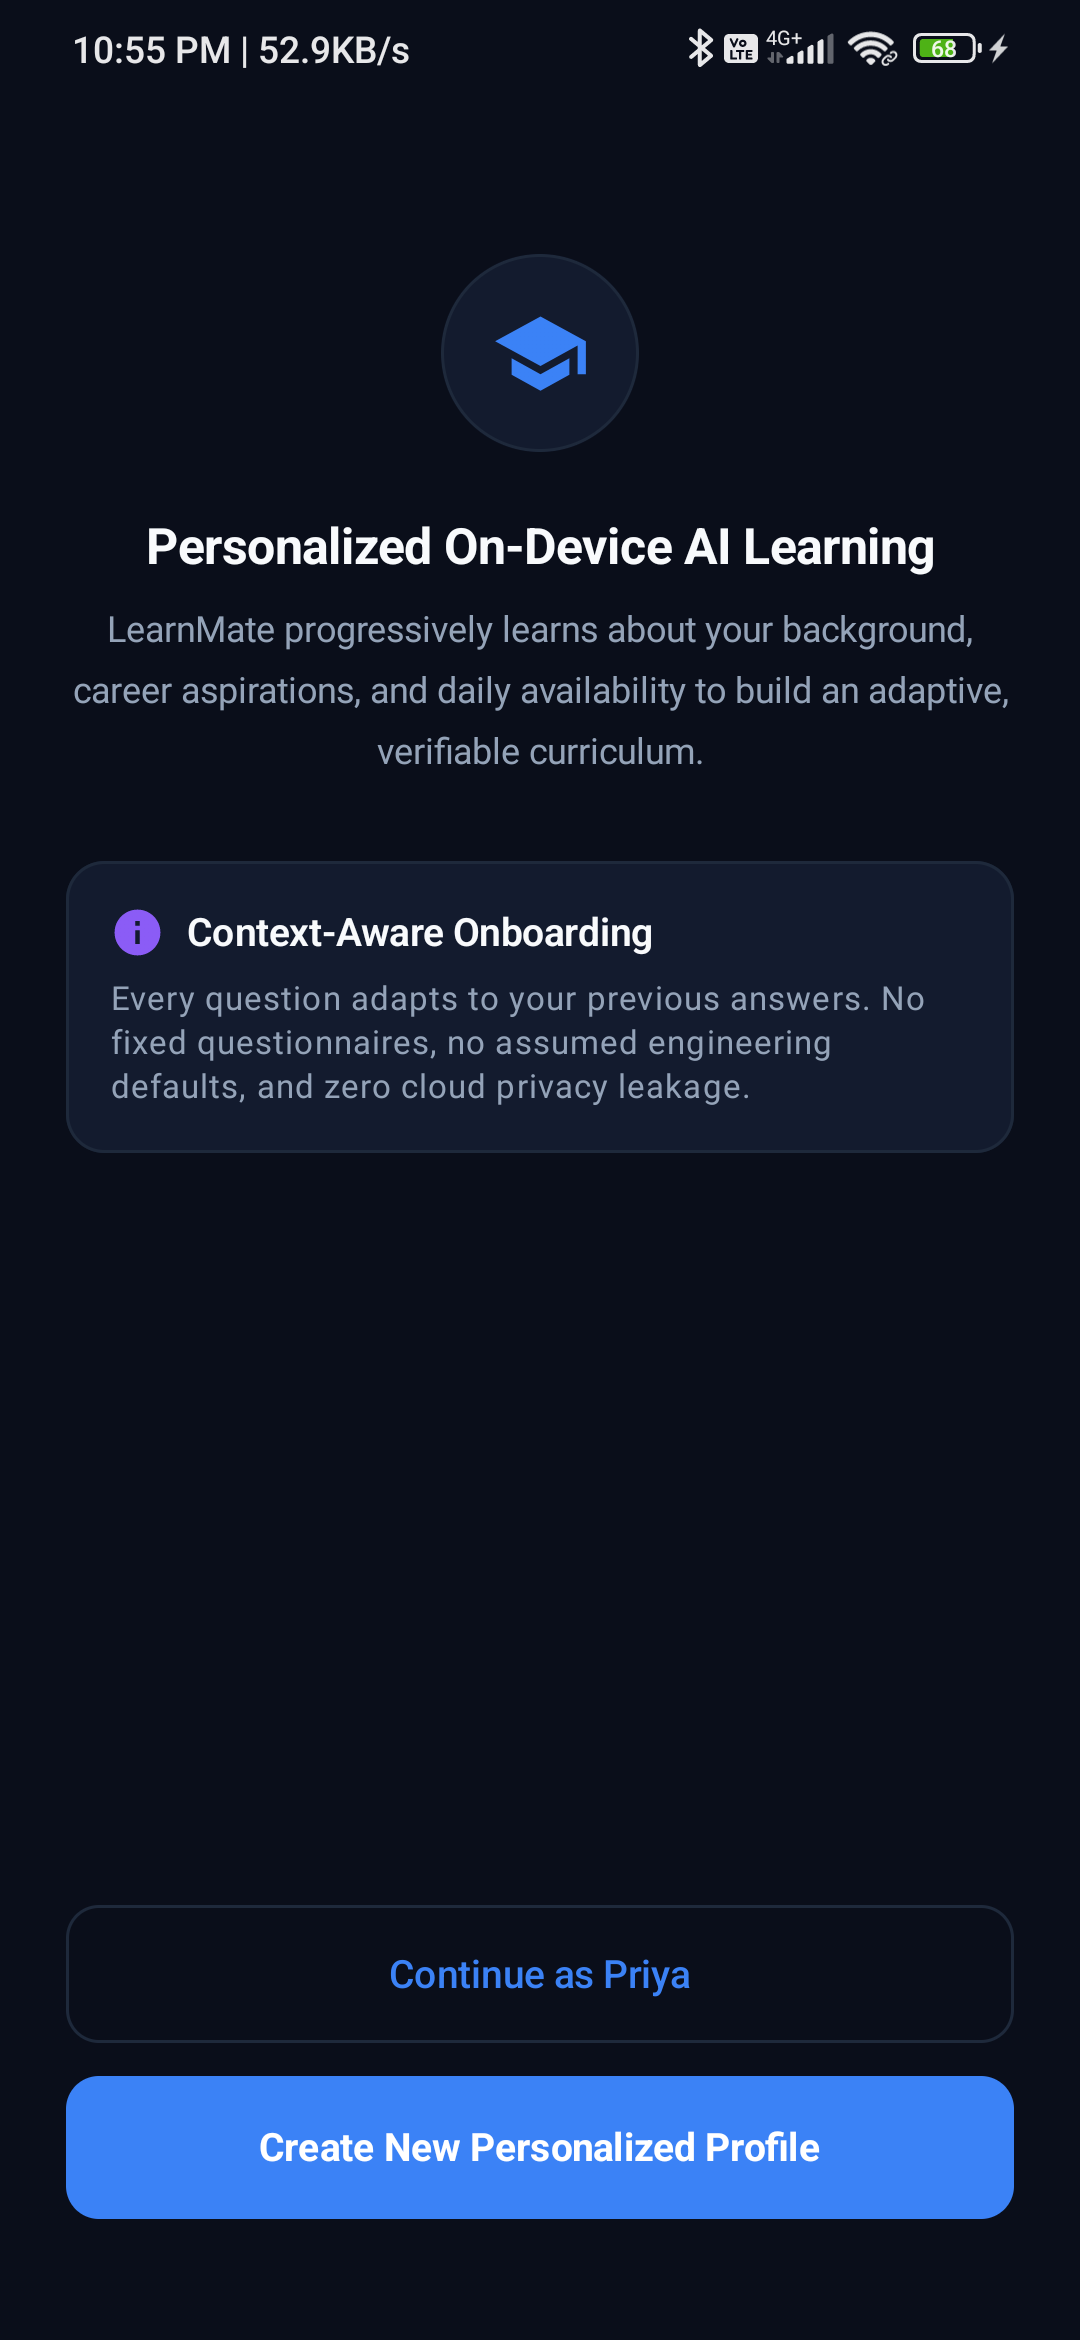 10:55 PM | 52.9KB/s
Vo LTE 4G+ 68
Personalized On-Device AI Learning
LearnMate progressively learns about your background,
career aspirations, and daily availability to build an adaptive,
verifiable curriculum.
Context-Aware Onboarding
Every question adapts to your previous answers. No
fixed questionnaires, no assumed engineering
defaults, and zero cloud privacy leakage.
Continue as Priya
Create New Personalized Profile